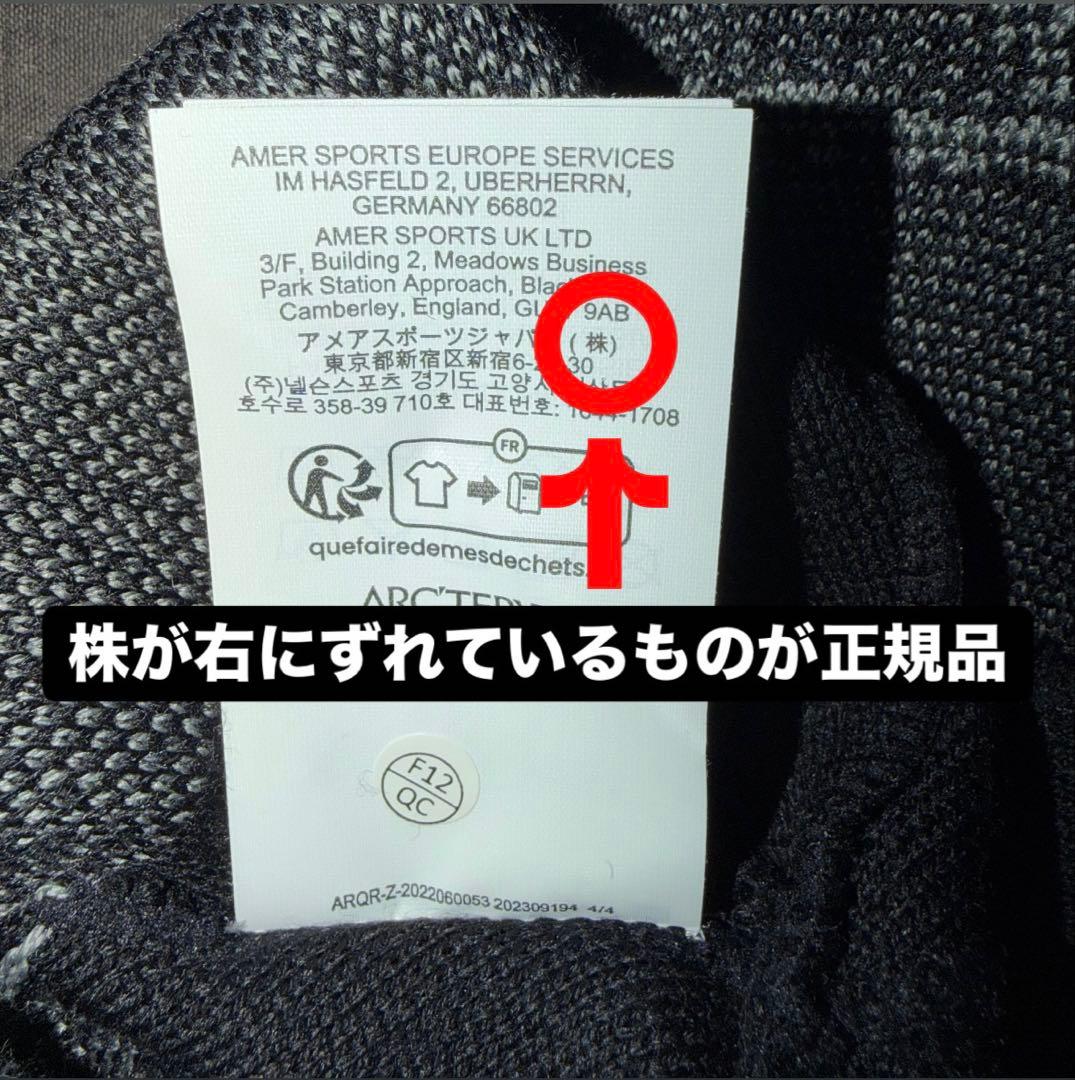 AMER SPORTS EUROPE SERVICES
IM HASFELD 2, UBERHERRN,
GERMANY 66802
AMER SPORTS UK LTD
3/F, Building 2, Meadows Business
Park Station Approach,
Camberley, England, 9AB
アメアスポーツジャパ (株)
東京都新宿区新宿6- 30
(주)넬슨스포츠 경기도 고양시
호수로 358-39 710호 대표번호: 1644-1708
FR
quefairedemesdechets.
ARC'TERY
株が右にずれているものが正規品
F12
QC
ARQR-Z-2022060053 202309194 4/4